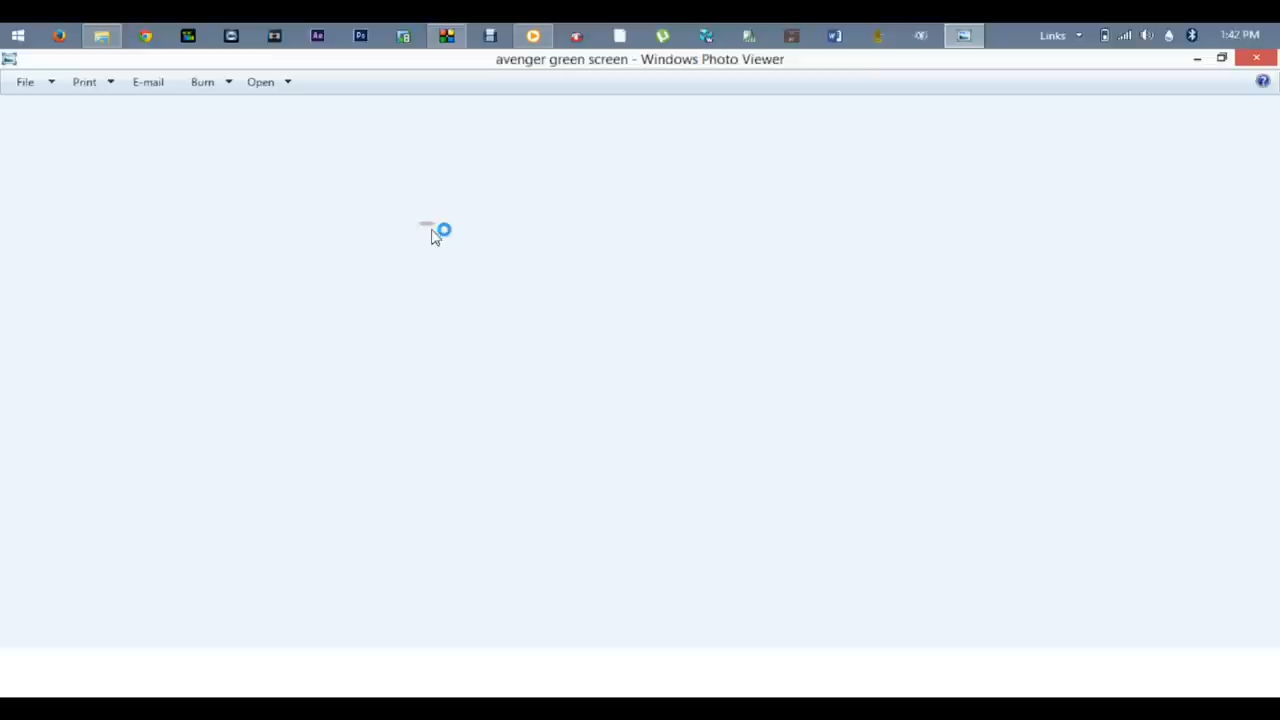 Links
1:42 PM
avenger green screen - Windows Photo Viewer
File Print E-mail Burn Open